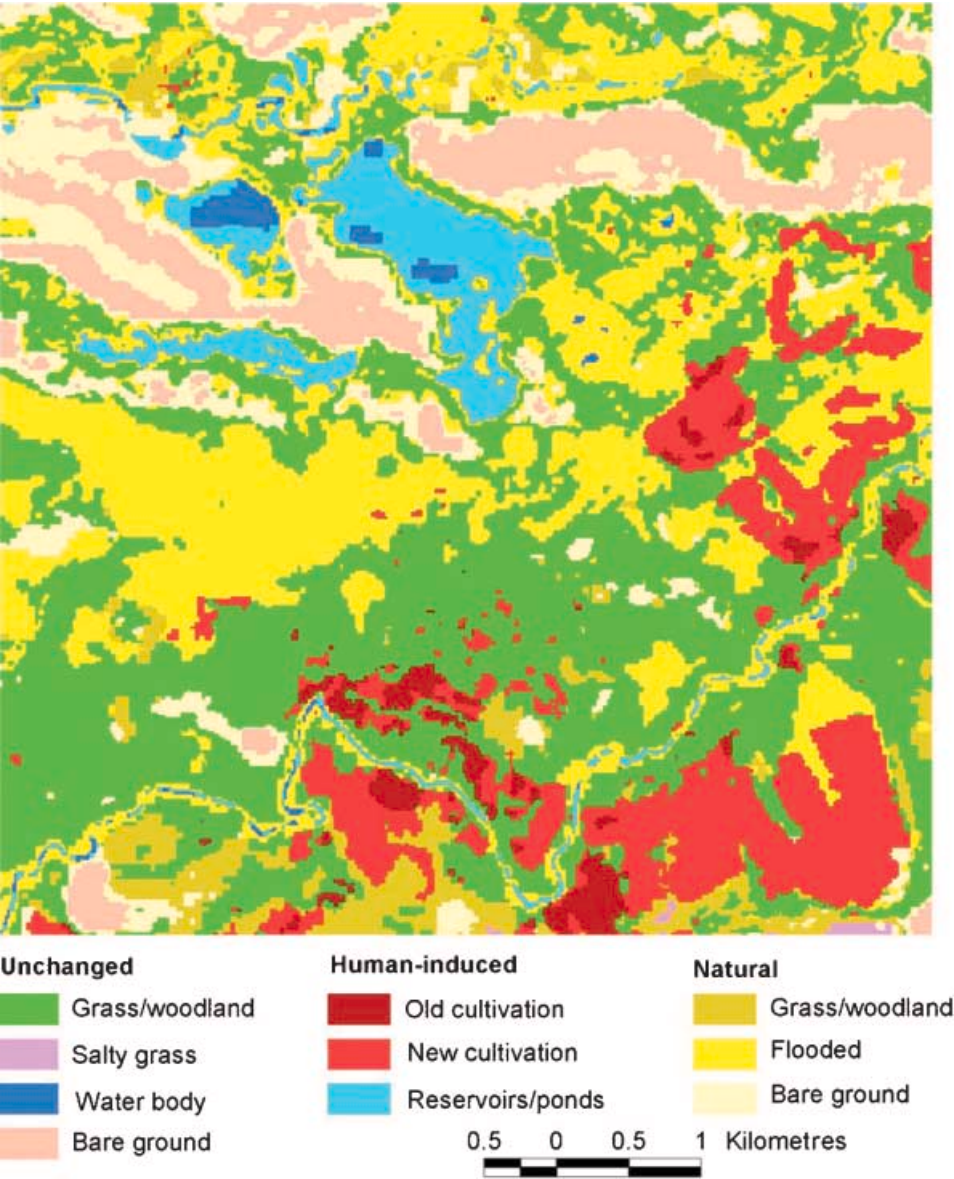 Unchanged
Grass/woodland
Salty grass
Water body
Bare ground
Human-induced
Old cultivation
New cultivation
Reservoirs/ponds
Natural
Grass/woodland
Flooded
Bare ground
0.5 0 0.5 1 Kilometres